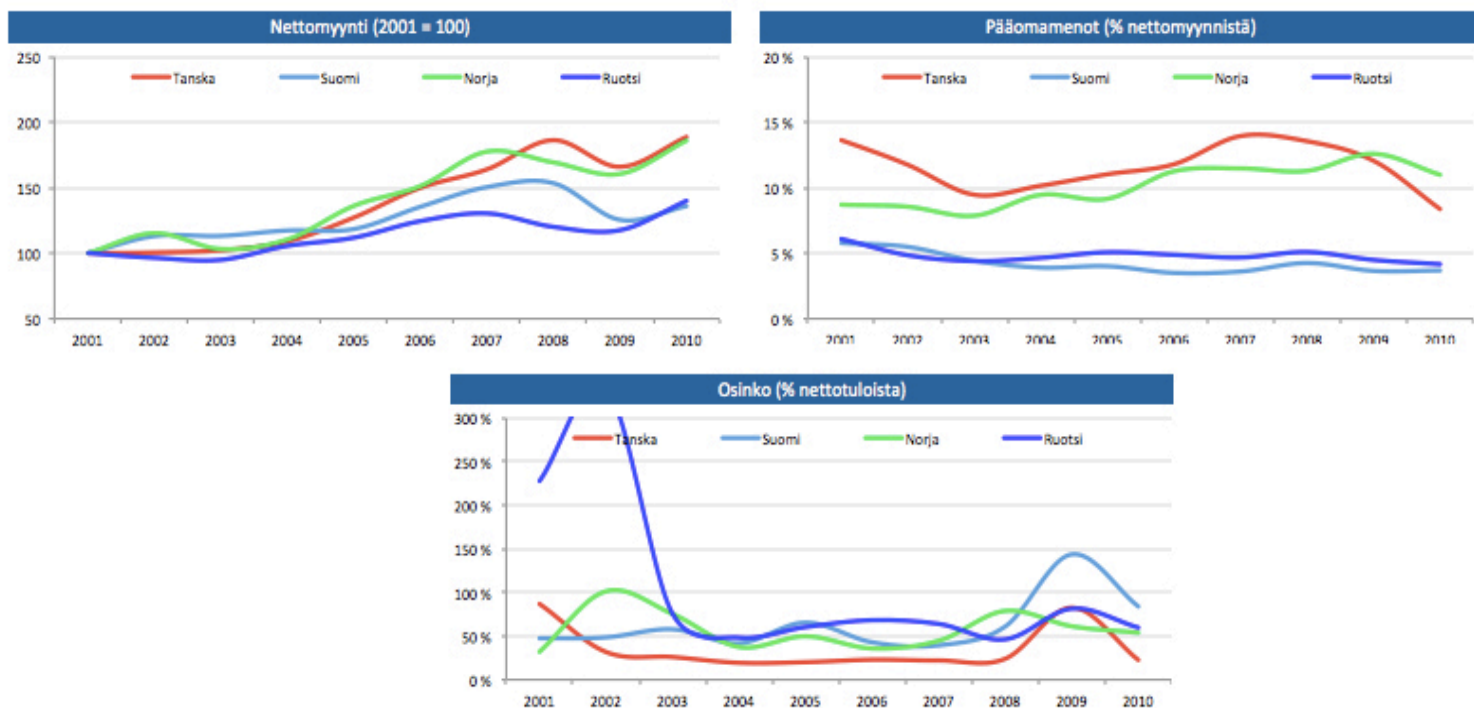 Nettomyynti (2001 = 100)
250
200
150
100
50
Tanska Suomi Norja Ruotsi
2001 2002 2003 2004 2005 2006 2007 2008 2009 2010
Pääomamenot (% nettomyynnistä)
20 %
15 %
10 %
5 %
0 %
Tanska Suomi Norja Ruotsi
2001 2002 2003 2004 2005 2006 2007 2008 2009 2010
Osinko (% nettotuloista)
300 %
250 %
200 %
150 %
100 %
50 %
0 %
Tanska Suomi Norja Ruotsi
2001 2002 2003 2004 2005 2006 2007 2008 2009 2010